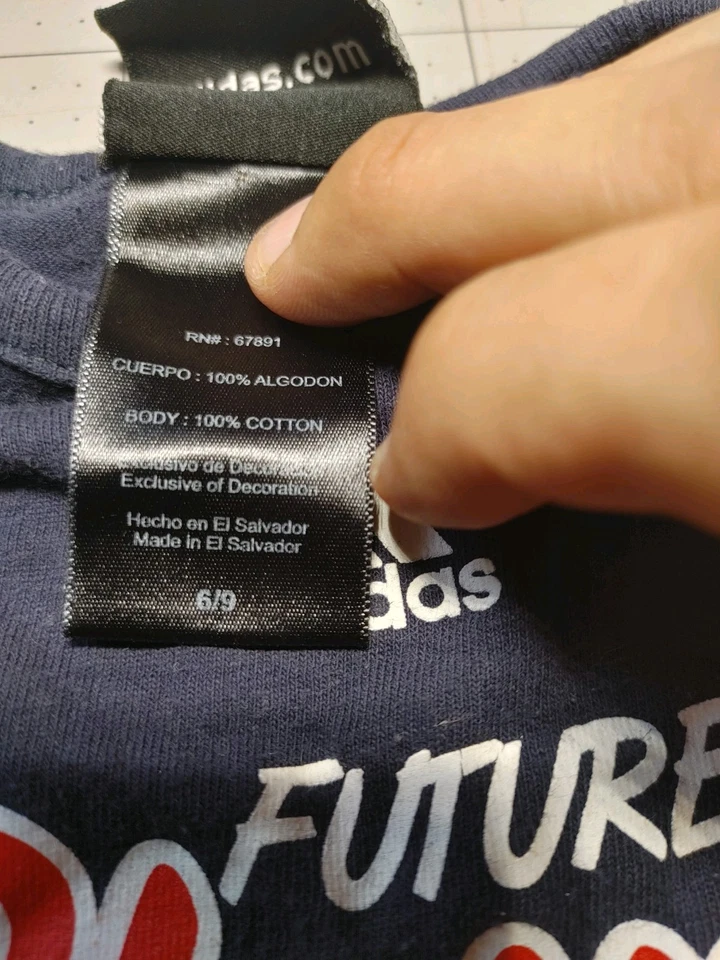 das.com
RN# : 67891
CUERPO : 100% ALGODON
BODY : 100% COTTON
de
Exclusive of Decoration
Hecho en El Salvador
Made in El Salvador
6/9
das
FUTURE